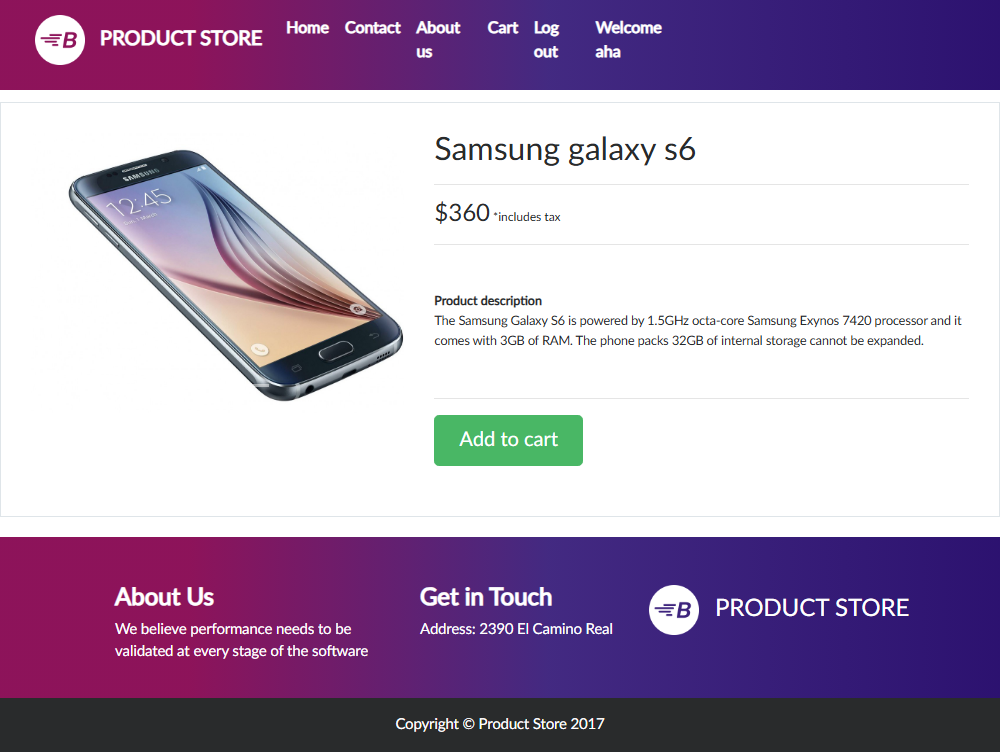 B PRODUCT STORE Home Contact About us Cart Log out Welcome aha
SAMSUNG
12:45
Samsung galaxy s6
$360 *includes tax
Product description
The Samsung Galaxy S6 is powered by 1.5GHz octa-core Samsung Exynos 7420 processor and it
comes with 3GB of RAM. The phone packs 32GB of internal storage cannot be expanded.
Add to cart
About Us
We believe performance needs to be
validated at every stage of the software
Get in Touch
Address: 2390 El Camino Real
B PRODUCT STORE
Copyright © Product Store 2017